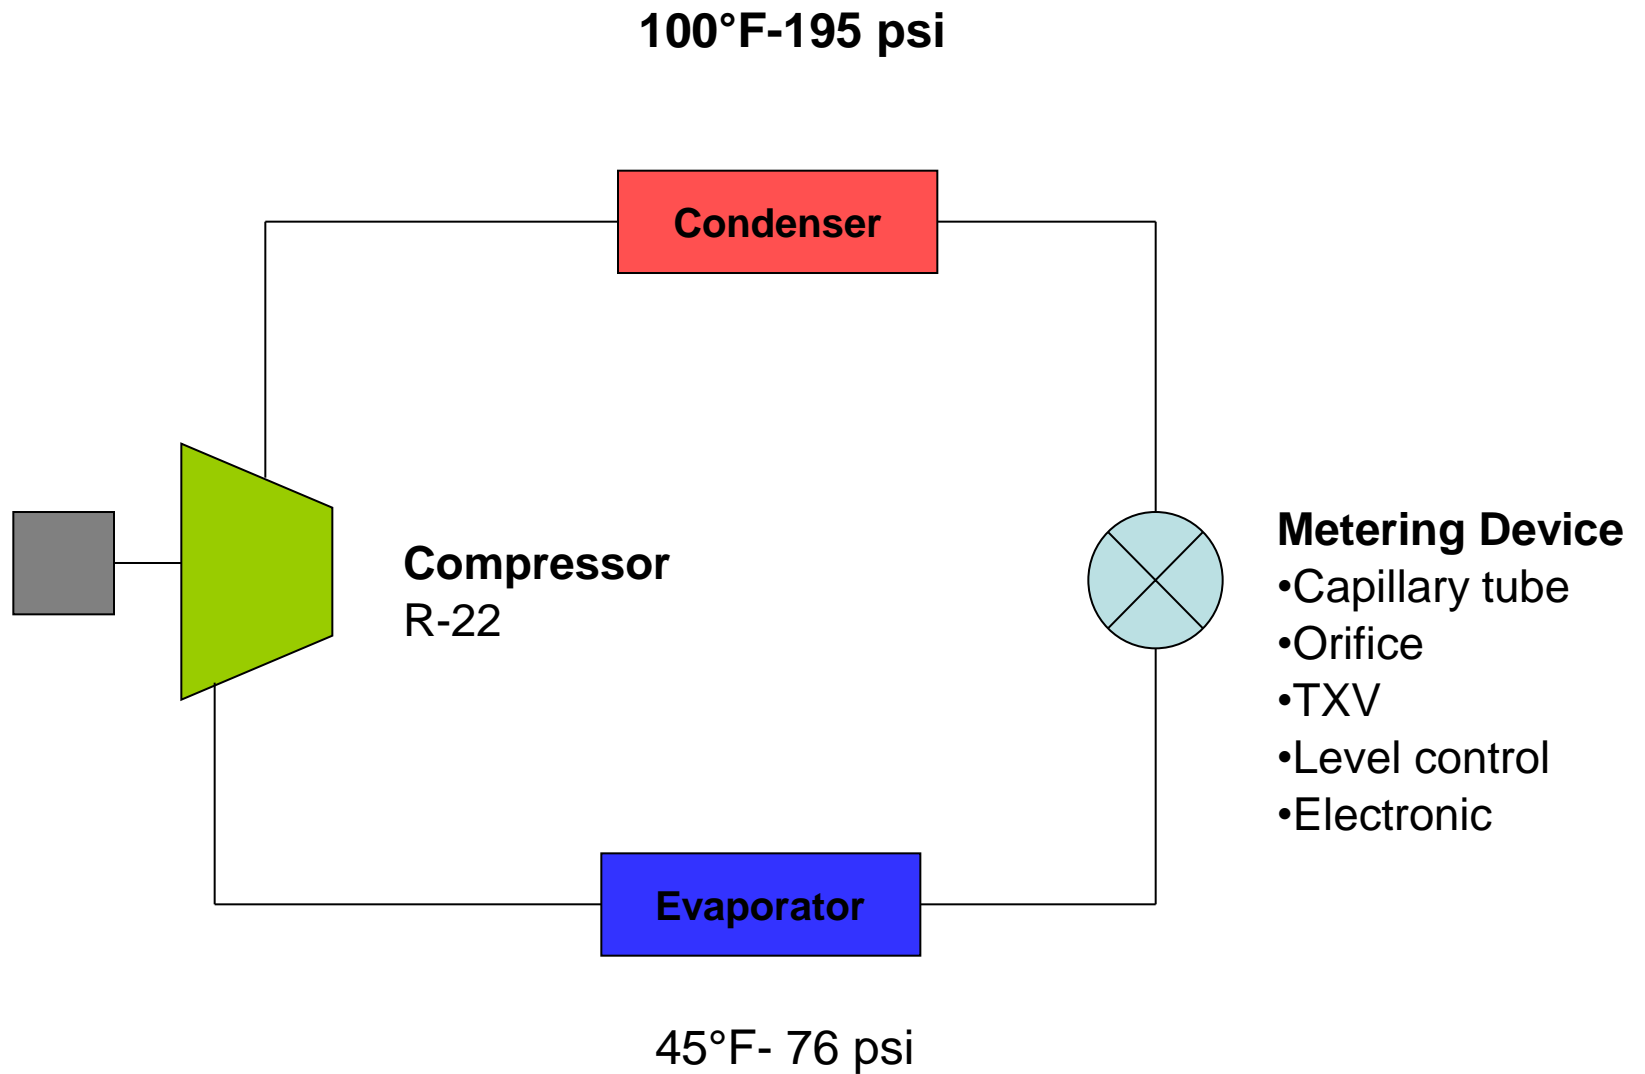 100°F-195 psi
Condenser
Compressor
R-22
Metering Device
•Capillary tube
•Orifice
•TXV
•Level control
•Electronic
Evaporator
45°F- 76 psi